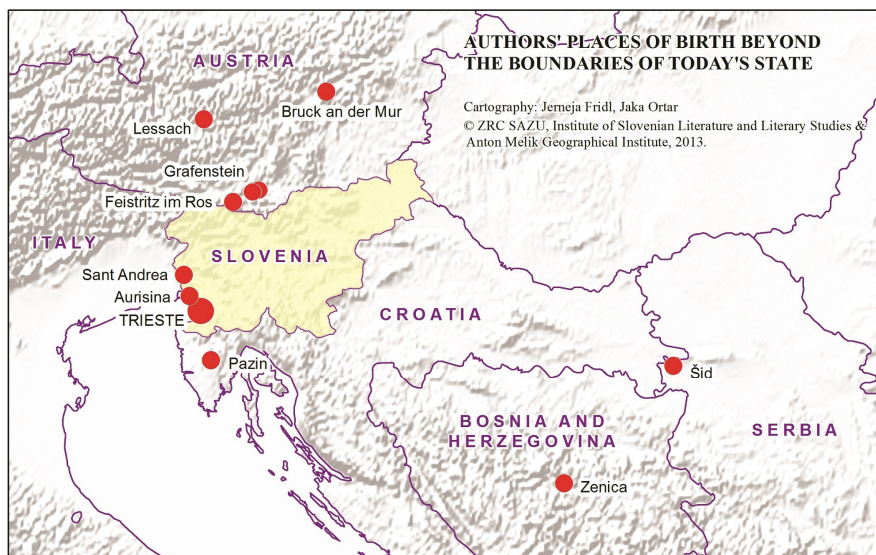 AUTHORS' PLACES OF BIRTH BEYOND
THE BOUNDARIES OF TODAY'S STATE
Cartography: Jerneja Fridl, Jaka Ortar
© ZRC SAZU, Institute of Slovenian Literature and Literary Studies &
Anton Melik Geographical Institute, 2013.
AUSTRIA
Bruck an der Mur
Lessach
Grafenstein
Feistritz im Ros
ITALY
SLOVENIA
Sant Andrea
Aurisina
TRIESTE
CROATIA
Pazin
Šid
BOSNIA AND
HERZEGOVINA
SERBIA
Zenica